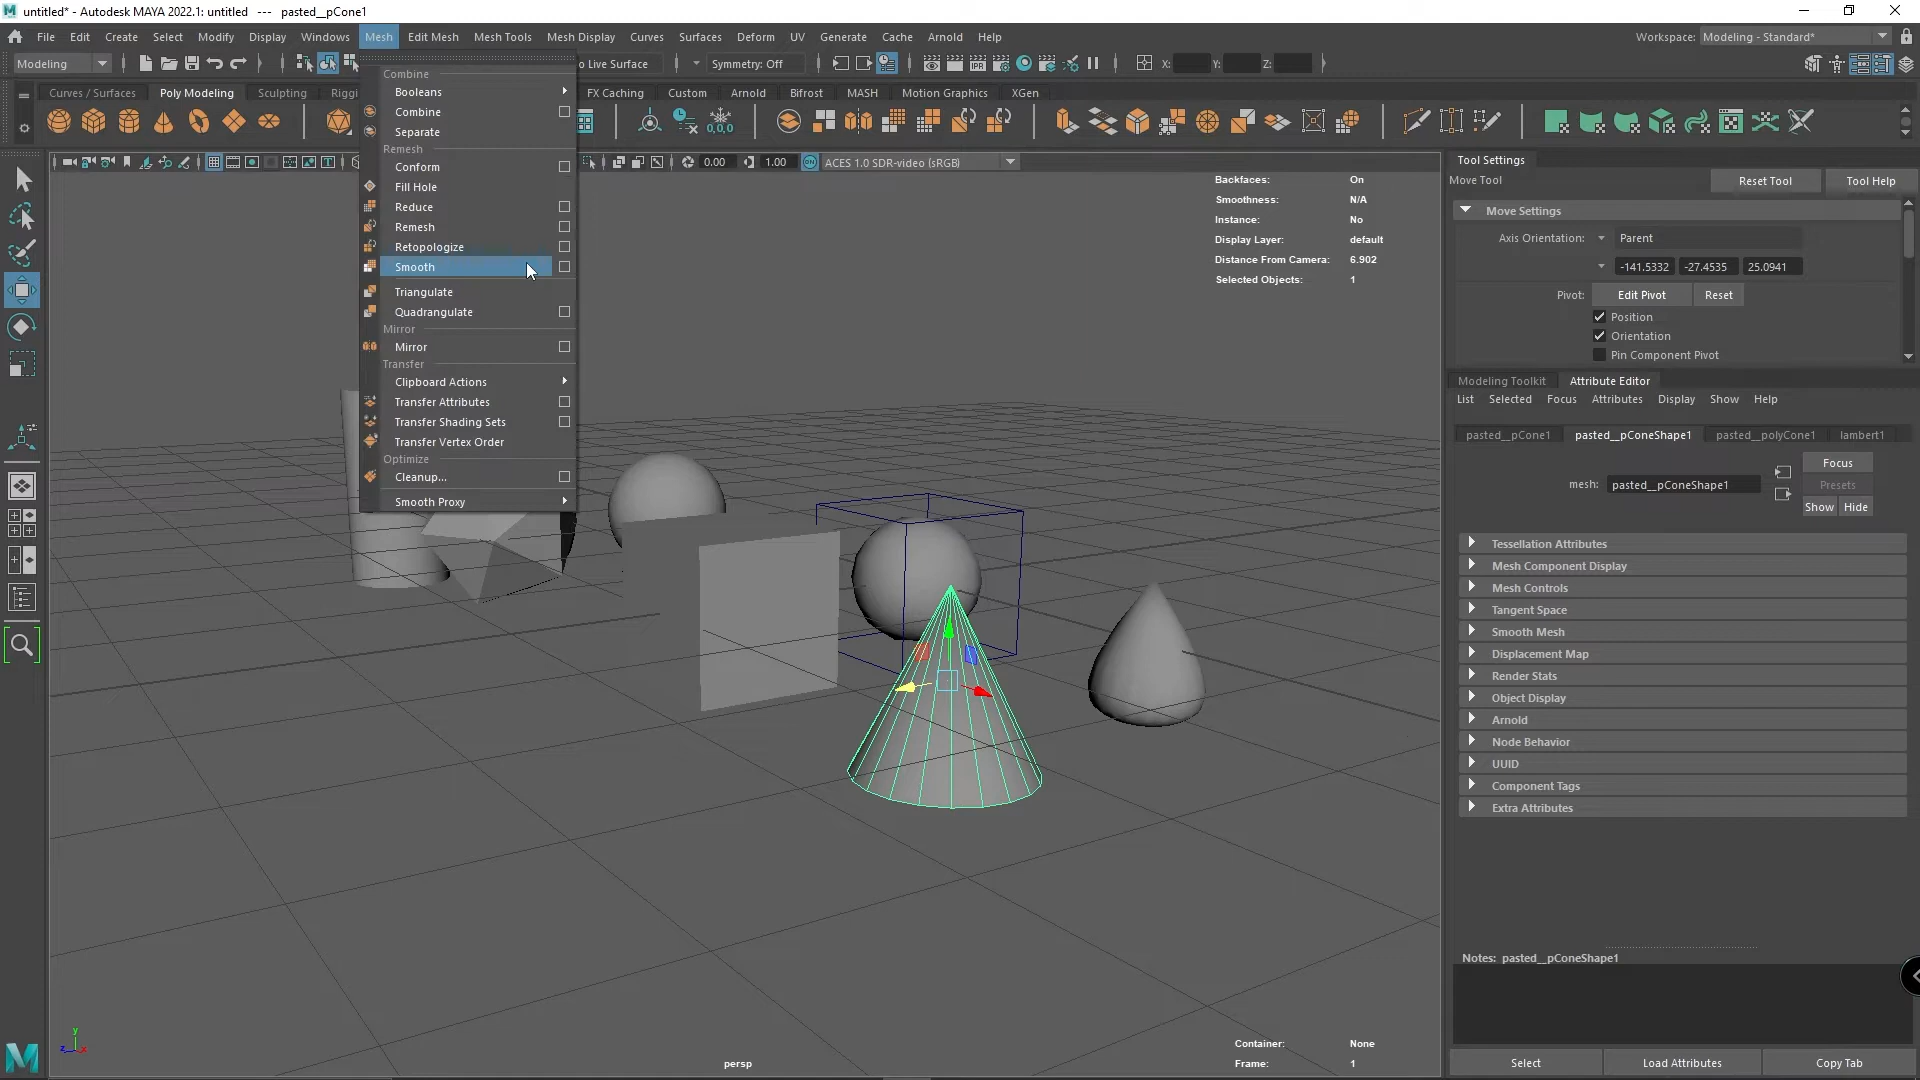 untitled* - Autodesk MAYA 2022.1: untitled   ---   pasted__pCone1
File Edit Create Select Modify Display Windows Mesh Edit Mesh Mesh Tools Mesh Display Curves Surfaces Deform UV Generate Cache Arnold Help
Workspace: Modeling - Standard*
Modeling
o Live Surface
Symmetry: Off
X: Y: Z:
Curves / Surfaces Poly Modeling Sculpting Riggi FX Caching Custom Arnold Bifrost MASH Motion Graphics XGen
0,0,0
IPR
0.00 1.00 ON ACES 1.0 SDR-video (sRGB)
Combine
Booleans
Combine
Separate
Remesh
Conform
Fill Hole
Reduce
Remesh
Retopologize
Smooth
Triangulate
Quadrangulate
Mirror
Mirror
Transfer
Clipboard Actions
Transfer Attributes
Transfer Shading Sets
Transfer Vertex Order
Optimize
Cleanup...
Smooth Proxy
Backfaces: On
Smoothness: N/A
Instance: No
Display Layer: default
Distance From Camera: 6.902
Selected Objects: 1
Container: None
Frame: 1
persp
y
z x
M
Tool Settings
Move Tool
Reset Tool Tool Help
Move Settings
Axis Orientation: Parent
-141.5332 -27.4535 25.0941
Pivot: Edit Pivot Reset
Position
Orientation
Pin Component Pivot
Modeling Toolkit Attribute Editor
List Selected Focus Attributes Display Show Help
pasted__pCone1 pasted__pConeShape1 pasted__polyCone1 lambert1
Focus
Presets
mesh: pasted__pConeShape1
Show Hide
Tessellation Attributes
Mesh Component Display
Mesh Controls
Tangent Space
Smooth Mesh
Displacement Map
Render Stats
Object Display
Arnold
Node Behavior
UUID
Component Tags
Extra Attributes
Notes: pasted__pConeShape1
Select Load Attributes Copy Tab